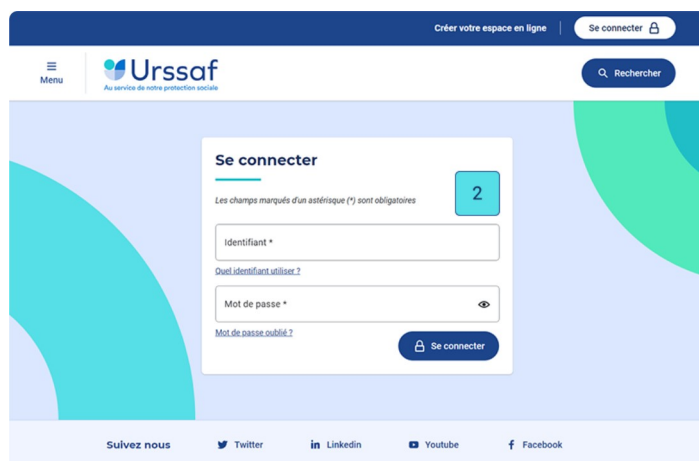 Créer votre espace en ligne
Se connecter
Menu
Urssaf
Au service de notre protection sociale
Rechercher
Se connecter
Les champs marqués d'un astérisque (*) sont obligatoires
2
Identifiant *
Quel identifiant utiliser ?
Mot de passe *
Mot de passe oublié ?
Se connecter
Suivez nous
Twitter
in Linkedin
Youtube
Facebook